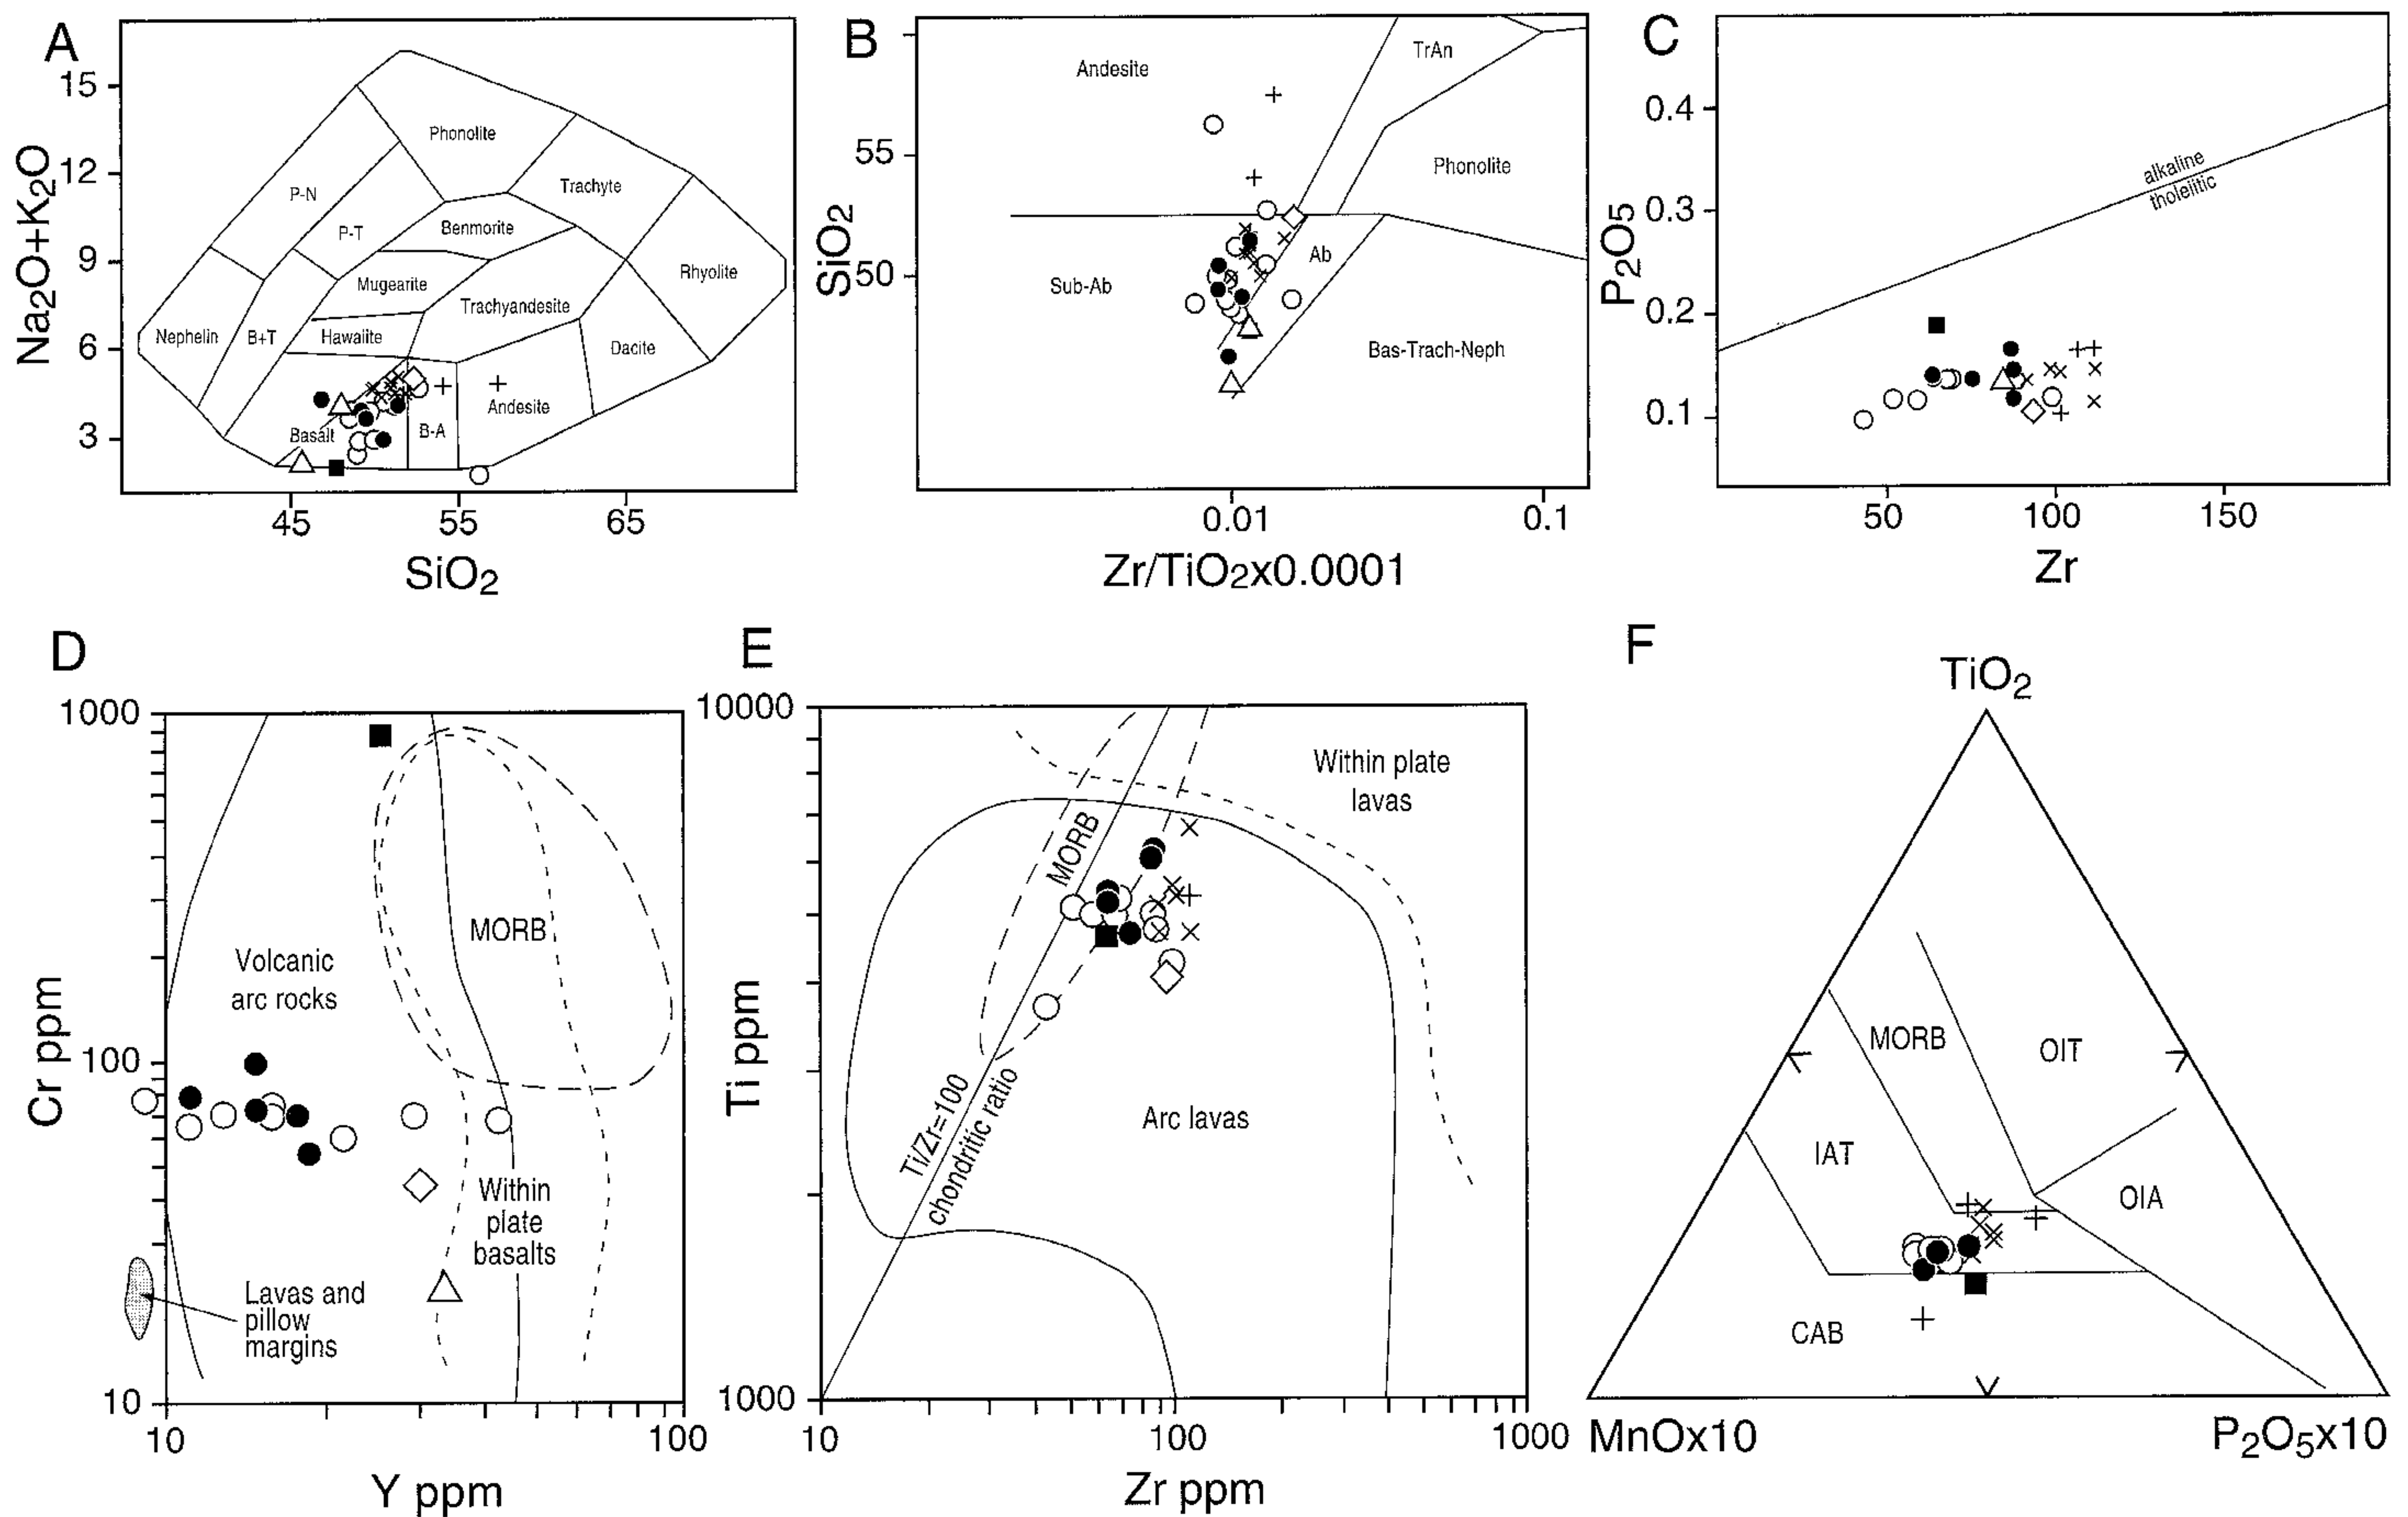 A
15
12
9
6
3
Na₂O+K₂O
Phonolite
P-N
Trachyte
P-T
Benmorite
Rhyolite
Mugearite
Trachyandesite
Nephelin
B+T
Hawaiite
Dacite
Basalt
B-A
Andesite
45
55
65
SiO₂
B
55
50
SiO₂
Andesite
TrAn
Phonolite
Ab
Sub-Ab
Bas-Trach-Neph
0.01
0.1
Zr/TiO₂x0.0001
C
0.4
0.3
0.2
0.1
P₂O₅
alkaline
tholeiitic
50
100
150
Zr
D
1000
100
10
Cr ppm
MORB
Volcanic
arc rocks
Within
plate
basalts
Lavas and
pillow
margins
10
100
Y ppm
E
10000
1000
Ti ppm
Within plate
lavas
MORB
Arc lavas
Ti/Zr=100
chondritic ratio
10
100
1000
Zr ppm
F
TiO₂
MORB
OIT
IAT
OIA
CAB
MnOx10
P₂O₅x10